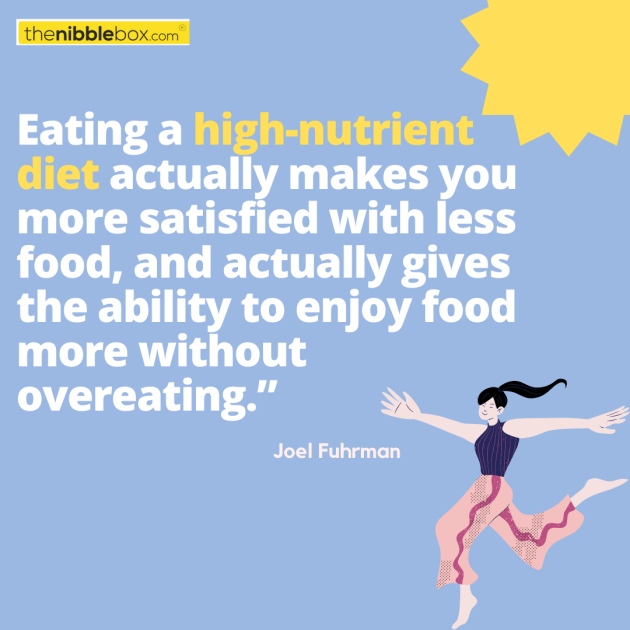 thenibblebox.com®
Eating a high-nutrient
diet actually makes you
more satisfied with less
food, and actually gives
the ability to enjoy food
more without
overeating.”
Joel Fuhrman